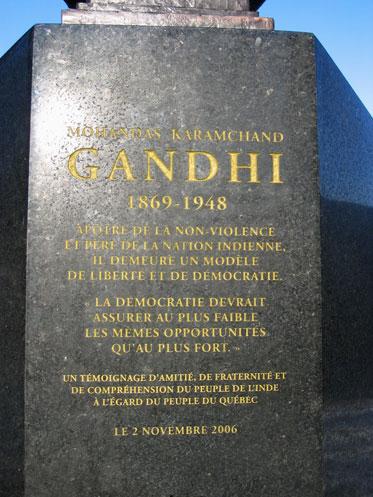 MOHANDAS KARAMCHAND
GANDHI
1869-1948
APÔTRE DE LA NON-VIOLENCE
ET PÈRE DE LA NATION INDIENNE,
IL DEMEURE UN MODÈLE
DE LIBERTÉ ET DE DÉMOCRATIE.
« LA DÉMOCRATIE DEVRAIT
ASSURER AU PLUS FAIBLE
LES MÊMES OPPORTUNITÉS
QU'AU PLUS FORT. »
UN TÉMOIGNAGE D'AMITIÉ, DE FRATERNITÉ ET
DE COMPRÉHENSION DU PEUPLE DE L'INDE
À L'ÉGARD DU PEUPLE DU QUÉBEC
LE 2 NOVEMBRE 2006